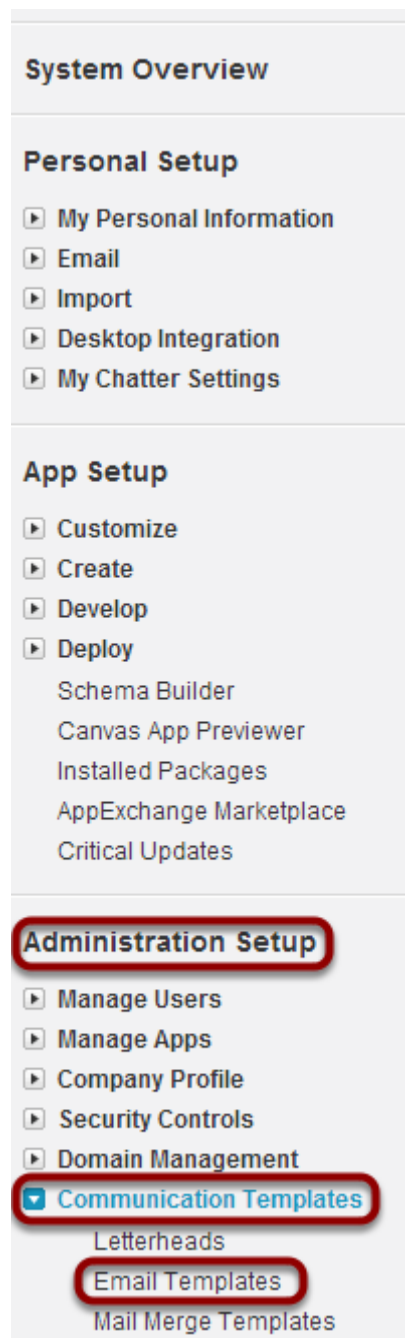 System Overview
Personal Setup
My Personal Information
Email
Import
Desktop Integration
My Chatter Settings
App Setup
Customize
Create
Develop
Deploy
Schema Builder
Canvas App Previewer
Installed Packages
AppExchange Marketplace
Critical Updates
Administration Setup
Manage Users
Manage Apps
Company Profile
Security Controls
Domain Management
Communication Templates
Letterheads
Email Templates
Mail Merge Templates